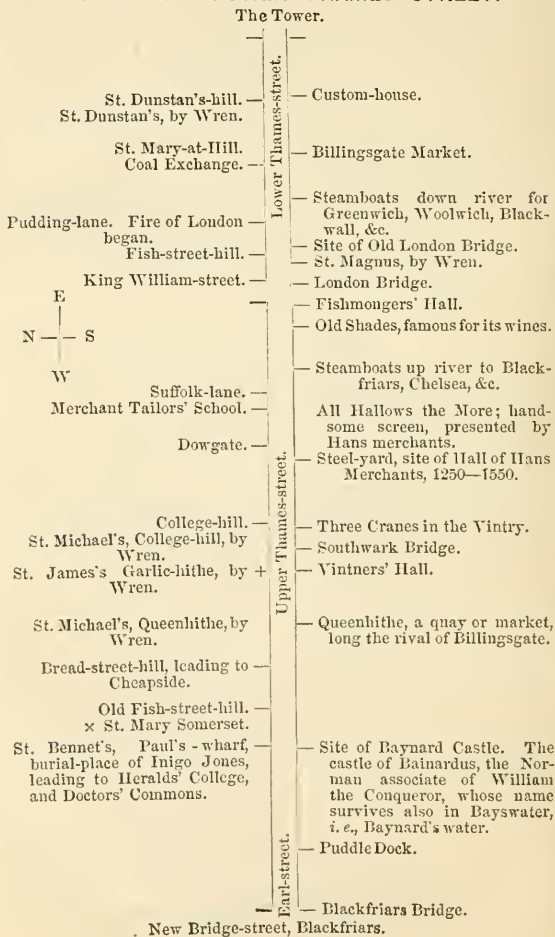 The Tower.
Lower Thames-street.
St. Dunstan's-hill. —
St. Dunstan's, by Wren.
— Custom-house.
St. Mary-at-Hill.
Coal Exchange. —
— Billingsgate Market.
— Steamboats down river for
Greenwich, Woolwich, Black-
wall, &c.
Pudding-lane. Fire of London —
began.
Fish-street-hill. —
— Site of Old London Bridge.
— St. Magnus, by Wren.
King William-street. —
— London Bridge.
E
N — S
W
— Fishmongers' Hall.
— Old Shades, famous for its wines.
— Steamboats up river to Black-
friars, Chelsea, &c.
Suffolk-lane. —
Merchant Tailors' School. —
All Hallows the More; hand-
some screen, presented by
Hans merchants.
Dowgate. —
— Steel-yard, site of Hall of Hans
Merchants, 1250—1550.
Upper Thames-street.
College-hill. —
St. Michael's, College-hill, by
Wren.
— Three Cranes in the Vintry.
— Southwark Bridge.
St. James's Garlic-hithe, by +
Wren.
— Vintners' Hall.
St. Michael's, Queenhithe, by
Wren.
— Queenhithe, a quay or market,
long the rival of Billingsgate.
Bread-street-hill, leading to —
Cheapside.
Old Fish-street-hill. —
× St. Mary Somerset.
St. Bennet's, Paul's-wharf, —
burial-place of Inigo Jones,
leading to Heralds' College,
and Doctors' Commons.
— Site of Baynard Castle. The
castle of Bainardus, the Nor-
man associate of William
the Conqueror, whose name
survives also in Bayswater,
i. e., Baynard's water.
— Puddle Dock.
Earl-street.
— Blackfriars Bridge.
New Bridge-street, Blackfriars.